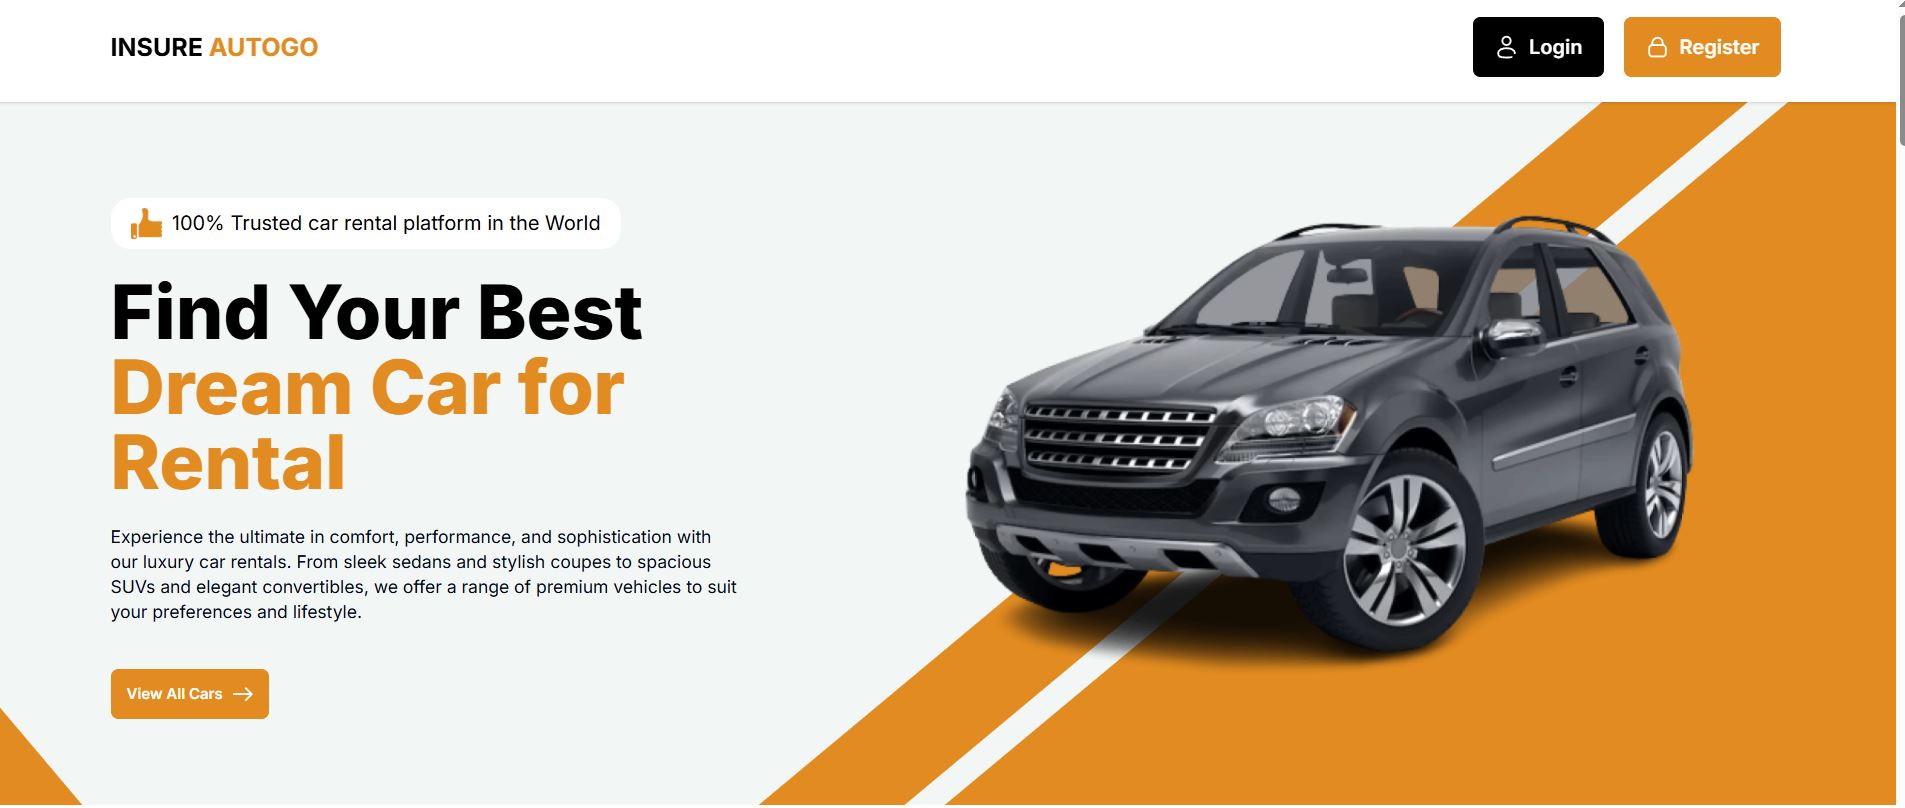 INSURE AUTOGO
Login
Register
100% Trusted car rental platform in the World
Find Your Best
Dream Car for
Rental
Experience the ultimate in comfort, performance, and sophistication with
our luxury car rentals. From sleek sedans and stylish coupes to spacious
SUVs and elegant convertibles, we offer a range of premium vehicles to suit
your preferences and lifestyle.
View All Cars